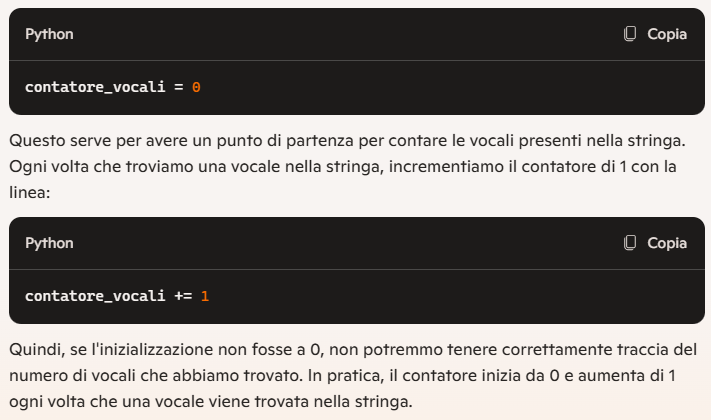 Python
Copia
contatore_vocali = 0
Questo serve per avere un punto di partenza per contare le vocali presenti nella stringa.
Ogni volta che troviamo una vocale nella stringa, incrementiamo il contatore di 1 con la
linea:
Python
Copia
contatore_vocali += 1
Quindi, se l'inizializzazione non fosse a 0, non potremmo tenere correttamente traccia del
numero di vocali che abbiamo trovato. In pratica, il contatore inizia da 0 e aumenta di 1
ogni volta che una vocale viene trovata nella stringa.